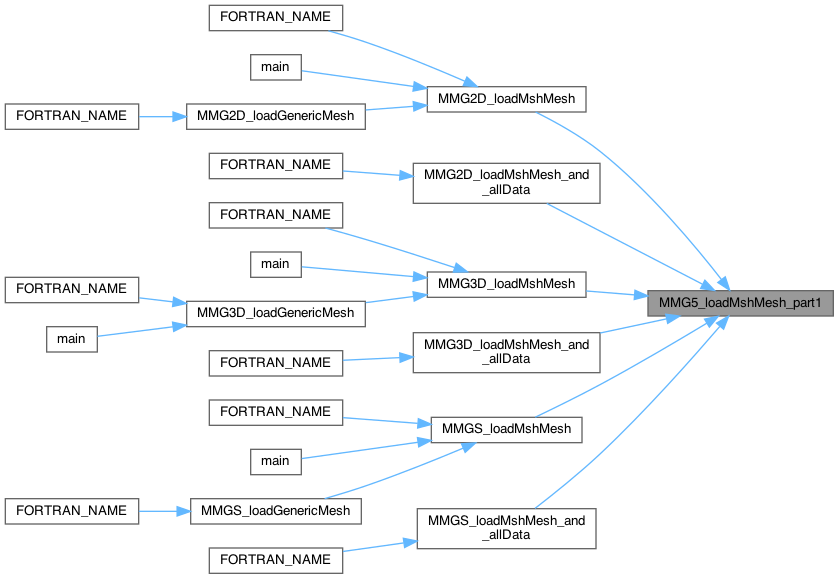 FORTRAN_NAME
main
MMG2D_loadMshMesh
FORTRAN_NAME
MMG2D_loadGenericMesh
FORTRAN_NAME
MMG2D_loadMshMesh_and
_allData
FORTRAN_NAME
main
MMG3D_loadMshMesh
FORTRAN_NAME
MMG3D_loadGenericMesh
MMG5_loadMshMesh_part1
main
FORTRAN_NAME
MMG3D_loadMshMesh_and
_allData
FORTRAN_NAME
MMGS_loadMshMesh
main
FORTRAN_NAME
MMGS_loadGenericMesh
MMGS_loadMshMesh_and
_allData
FORTRAN_NAME